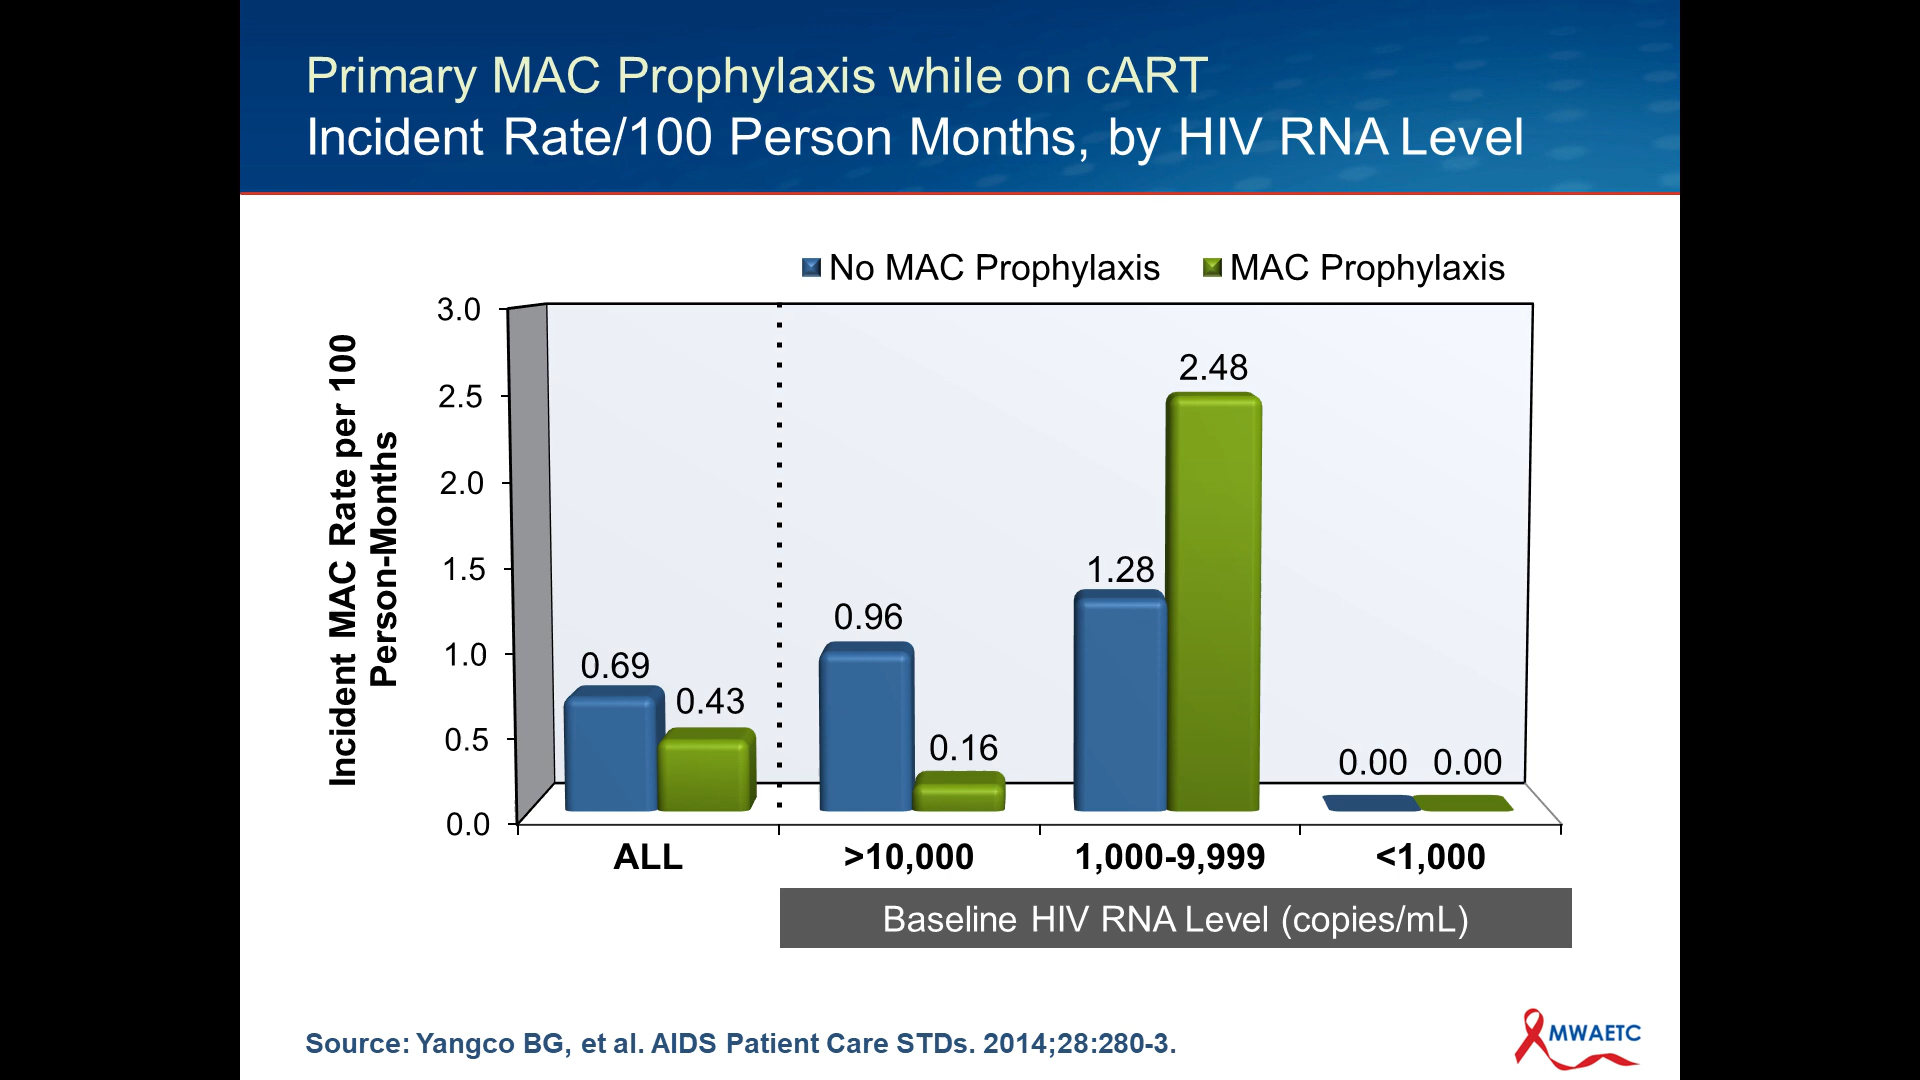 Primary MAC Prophylaxis while on cART
Incident Rate/100 Person Months, by HIV RNA Level
No MAC Prophylaxis
MAC Prophylaxis
Incident MAC Rate per 100
Person-Months
3.0
2.5
2.0
1.5
1.0
0.5
0.0
0.69
0.43
0.96
0.16
1.28
2.48
0.00
0.00
ALL
>10,000
1,000-9,999
<1,000
Baseline HIV RNA Level (copies/mL)
Source: Yangco BG, et al. AIDS Patient Care STDs. 2014;28:280-3.
MWAETC